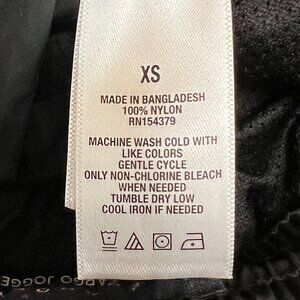 XS
MADE IN BANGLADESH
100% NYLON
RN154379
MACHINE WASH COLD WITH
LIKE COLORS
GENTLE CYCLE
ONLY NON-CHLORINE BLEACH
WHEN NEEDED
TUMBLE DRY LOW
COOL IRON IF NEEDED